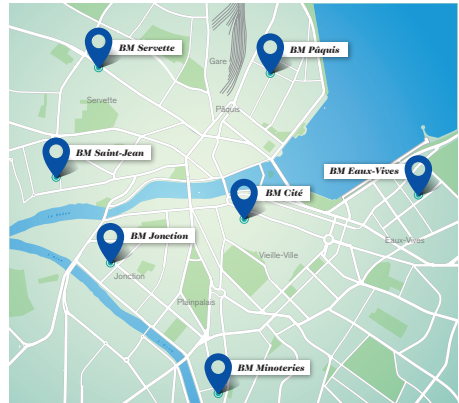 BM Servette
BM Pâquis
Gare
Servette
Pâquis
BM Saint-Jean
BM Eaux-Vives
BM Cité
BM Jonction
Eaux-Vives
Vieille-Ville
Jonction
Plainpalais
BM Minoteries